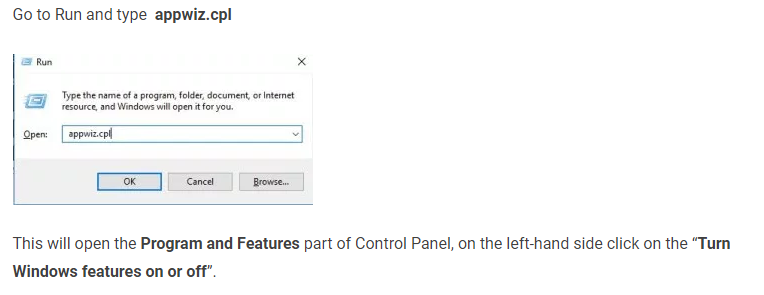 Go to Run and type appwiz.cpl
Run
Type the name of a program, folder, document, or Internet
resource, and Windows will open it for you.
Open:
appwiz.cpl
OK
Cancel
Browse...
This will open the Program and Features part of Control Panel, on the left-hand side click on the “Turn
Windows features on or off”.